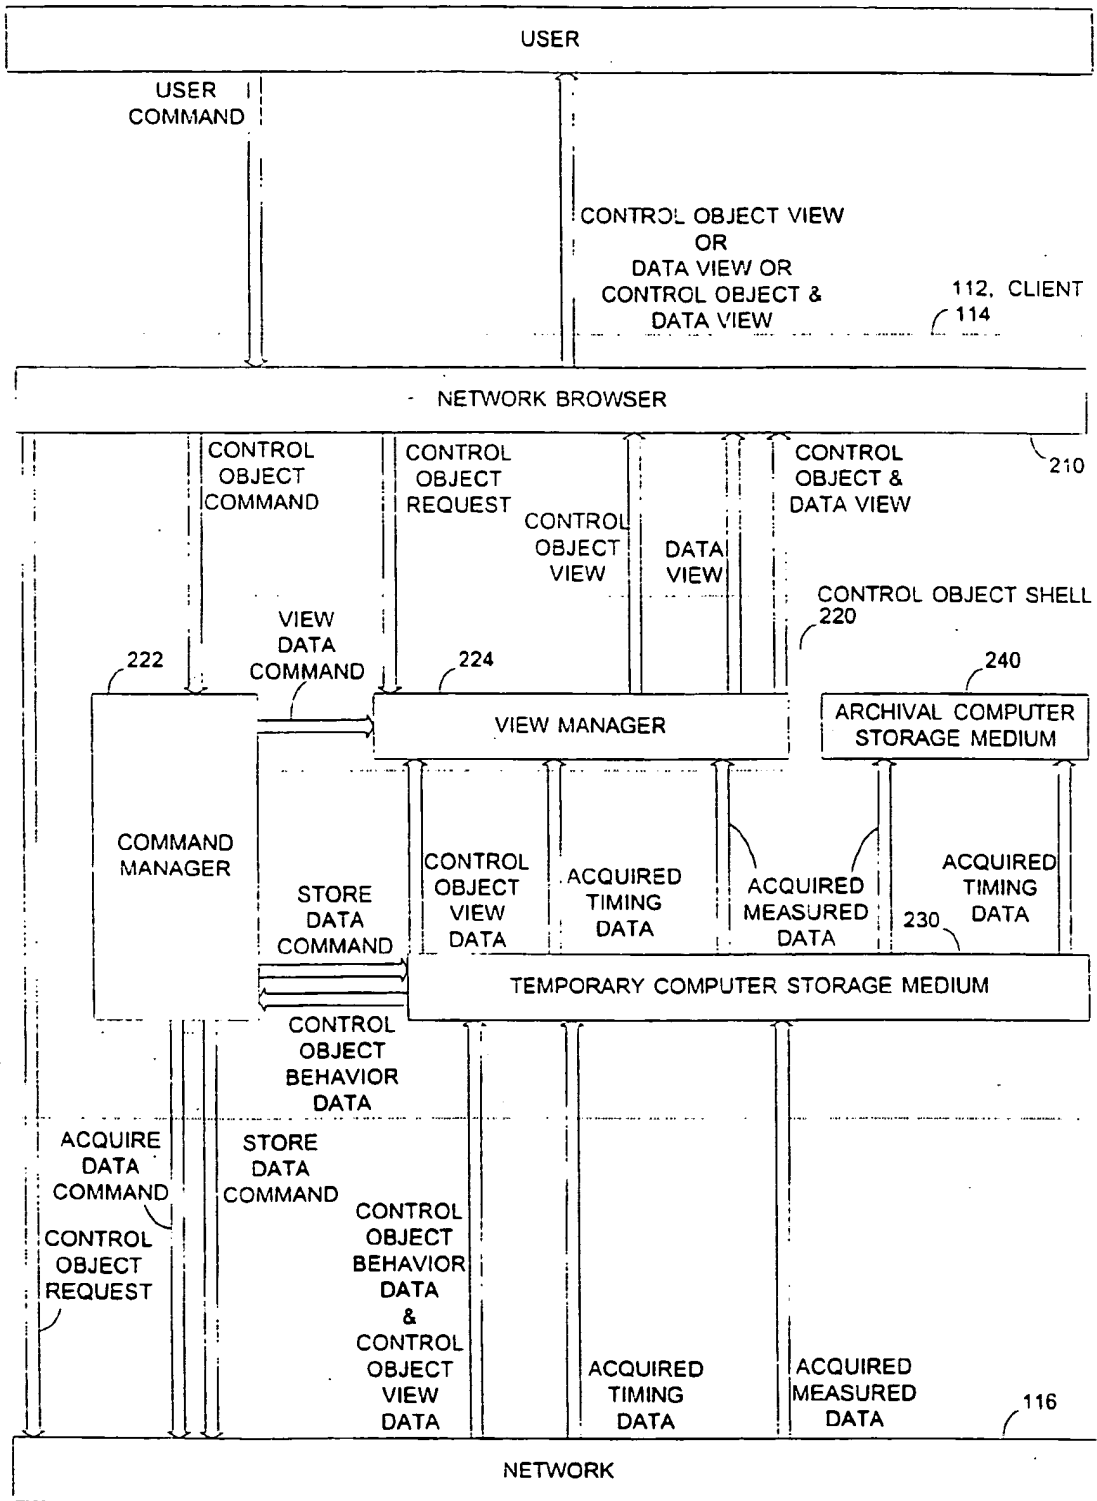 USER
USER
COMMAND
CONTROL OBJECT VIEW
OR
DATA VIEW OR
CONTROL OBJECT &
DATA VIEW
112, CLIENT
114
NETWORK BROWSER
210
CONTROL
OBJECT
COMMAND
CONTROL
OBJECT
REQUEST
CONTROL
OBJECT
VIEW
DATA
VIEW
CONTROL
OBJECT &
DATA VIEW
CONTROL OBJECT SHELL
220
VIEW
DATA
COMMAND
222
224
240
VIEW MANAGER
ARCHIVAL COMPUTER
STORAGE MEDIUM
COMMAND
MANAGER
STORE
DATA
COMMAND
CONTROL
OBJECT
VIEW
DATA
ACQUIRED
TIMING
DATA
ACQUIRED
MEASURED
DATA
ACQUIRED
TIMING
DATA
230
TEMPORARY COMPUTER STORAGE MEDIUM
CONTROL
OBJECT
BEHAVIOR
DATA
ACQUIRE
DATA
COMMAND
STORE
DATA
COMMAND
CONTROL
OBJECT
REQUEST
CONTROL
OBJECT
BEHAVIOR
DATA
&
CONTROL
OBJECT
VIEW
DATA
ACQUIRED
TIMING
DATA
ACQUIRED
MEASURED
DATA
116
NETWORK